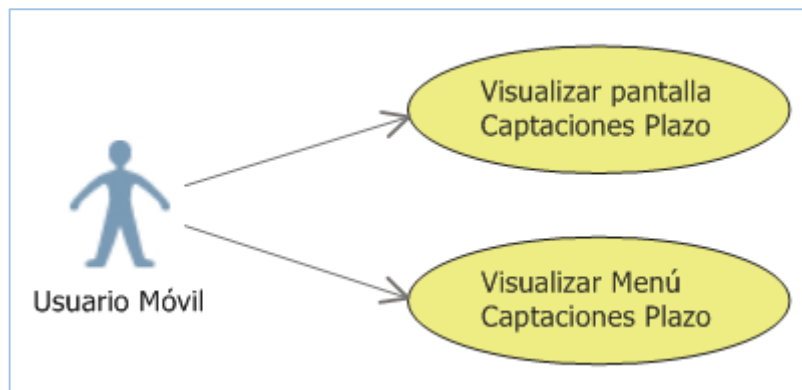 Visualizar pantalla
Captaciones Plazo
Usuario Móvil
Visualizar Menú
Captaciones Plazo